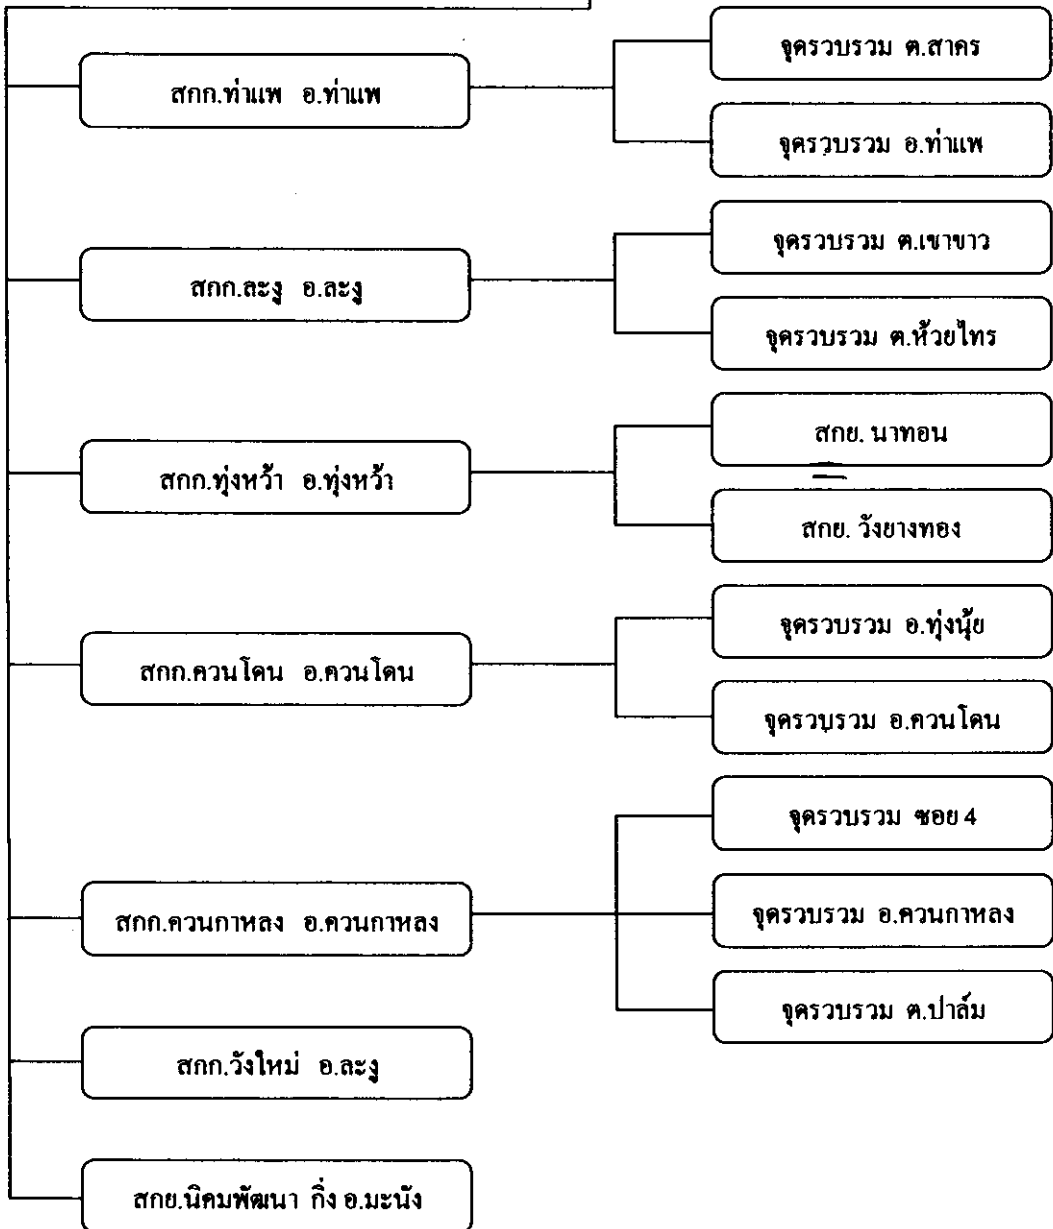 สกก.ท่าแพ อ.ท่าแพ
จุดรวบรวม ต.สาคร
จุดรวบรวม อ.ท่าแพ
สกก.ละงู อ.ละงู
จุดรวบรวม ต.เขาขาว
จุดรวบรวม ต.ห้วยไทร
สกก.ทุ่งหว้า อ.ทุ่งหว้า
สกย. นาทอน
สกย. วังยางทอง
สกก.ควนโดน อ.ควนโดน
จุดรวบรวม อ.ทุ่งนุ้ย
จุดรวบรวม อ.ควนโดน
สกก.ควนกาหลง อ.ควนกาหลง
จุดรวบรวม ซอย 4
จุดรวบรวม อ.ควนกาหลง
จุดรวบรวม ต.ปาล์ม
สกก.วังใหม่ อ.ละงู
สกย.นิคมพัฒนา กิ่ง อ.มะนัง